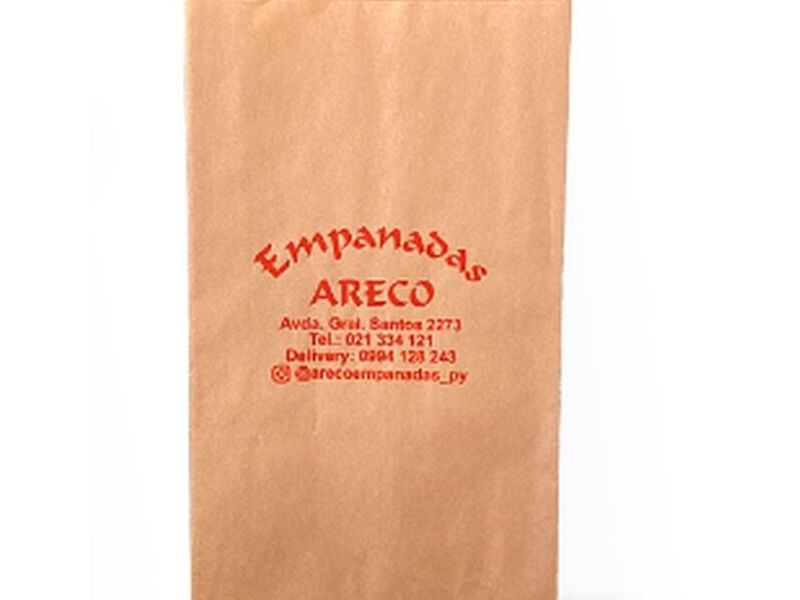 Empanadas
ARECO
Avda. Gral. Santos 2273
Tel.: 021 334 121
Delivery: 0994 128 243
@arecoempanadas_py